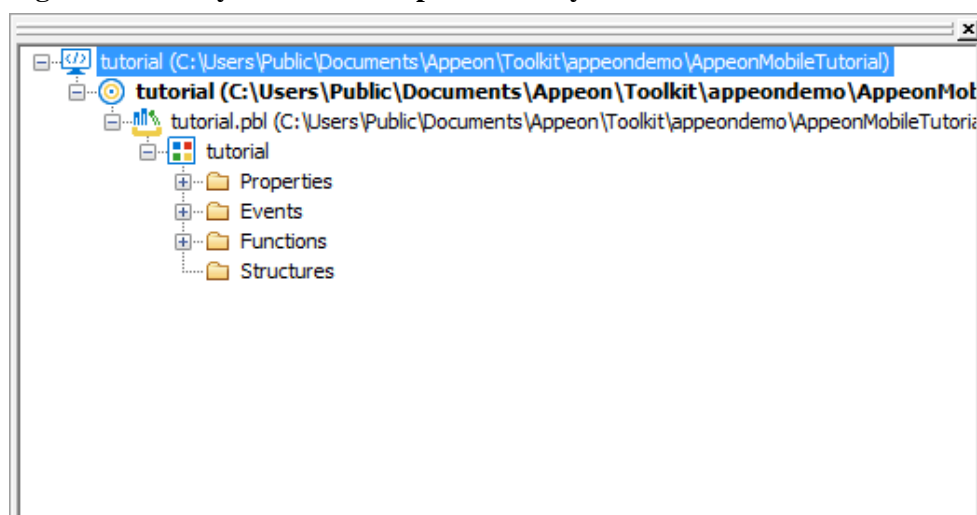 tutorial (C:\Users\Public\Documents\Appeon\Toolkit\appeondemo\AppeonMobileTutorial)
tutorial (C:\Users\Public\Documents\Appeon\Toolkit\appeondemo\AppeonMob
tutorial.pbl (C:\Users\Public\Documents\Appeon\Toolkit\appeondemo\AppeonMobileTutoria
tutorial
Properties
Events
Functions
Structures